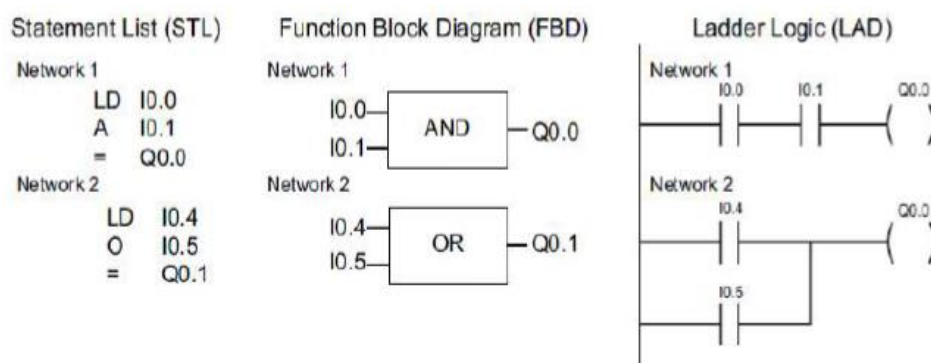 Statement List (STL)
Network 1
LD I0.0
A I0.1
= Q0.0
Network 2
LD I0.4
O I0.5
= Q0.1
Function Block Diagram (FBD)
Network 1
I0.0
I0.1
AND
Q0.0
Network 2
I0.4
I0.5
OR
Q0.1
Ladder Logic (LAD)
Network 1
I0.0 I0.1 Q0.0
Network 2
I0.4 Q0.0
I0.5